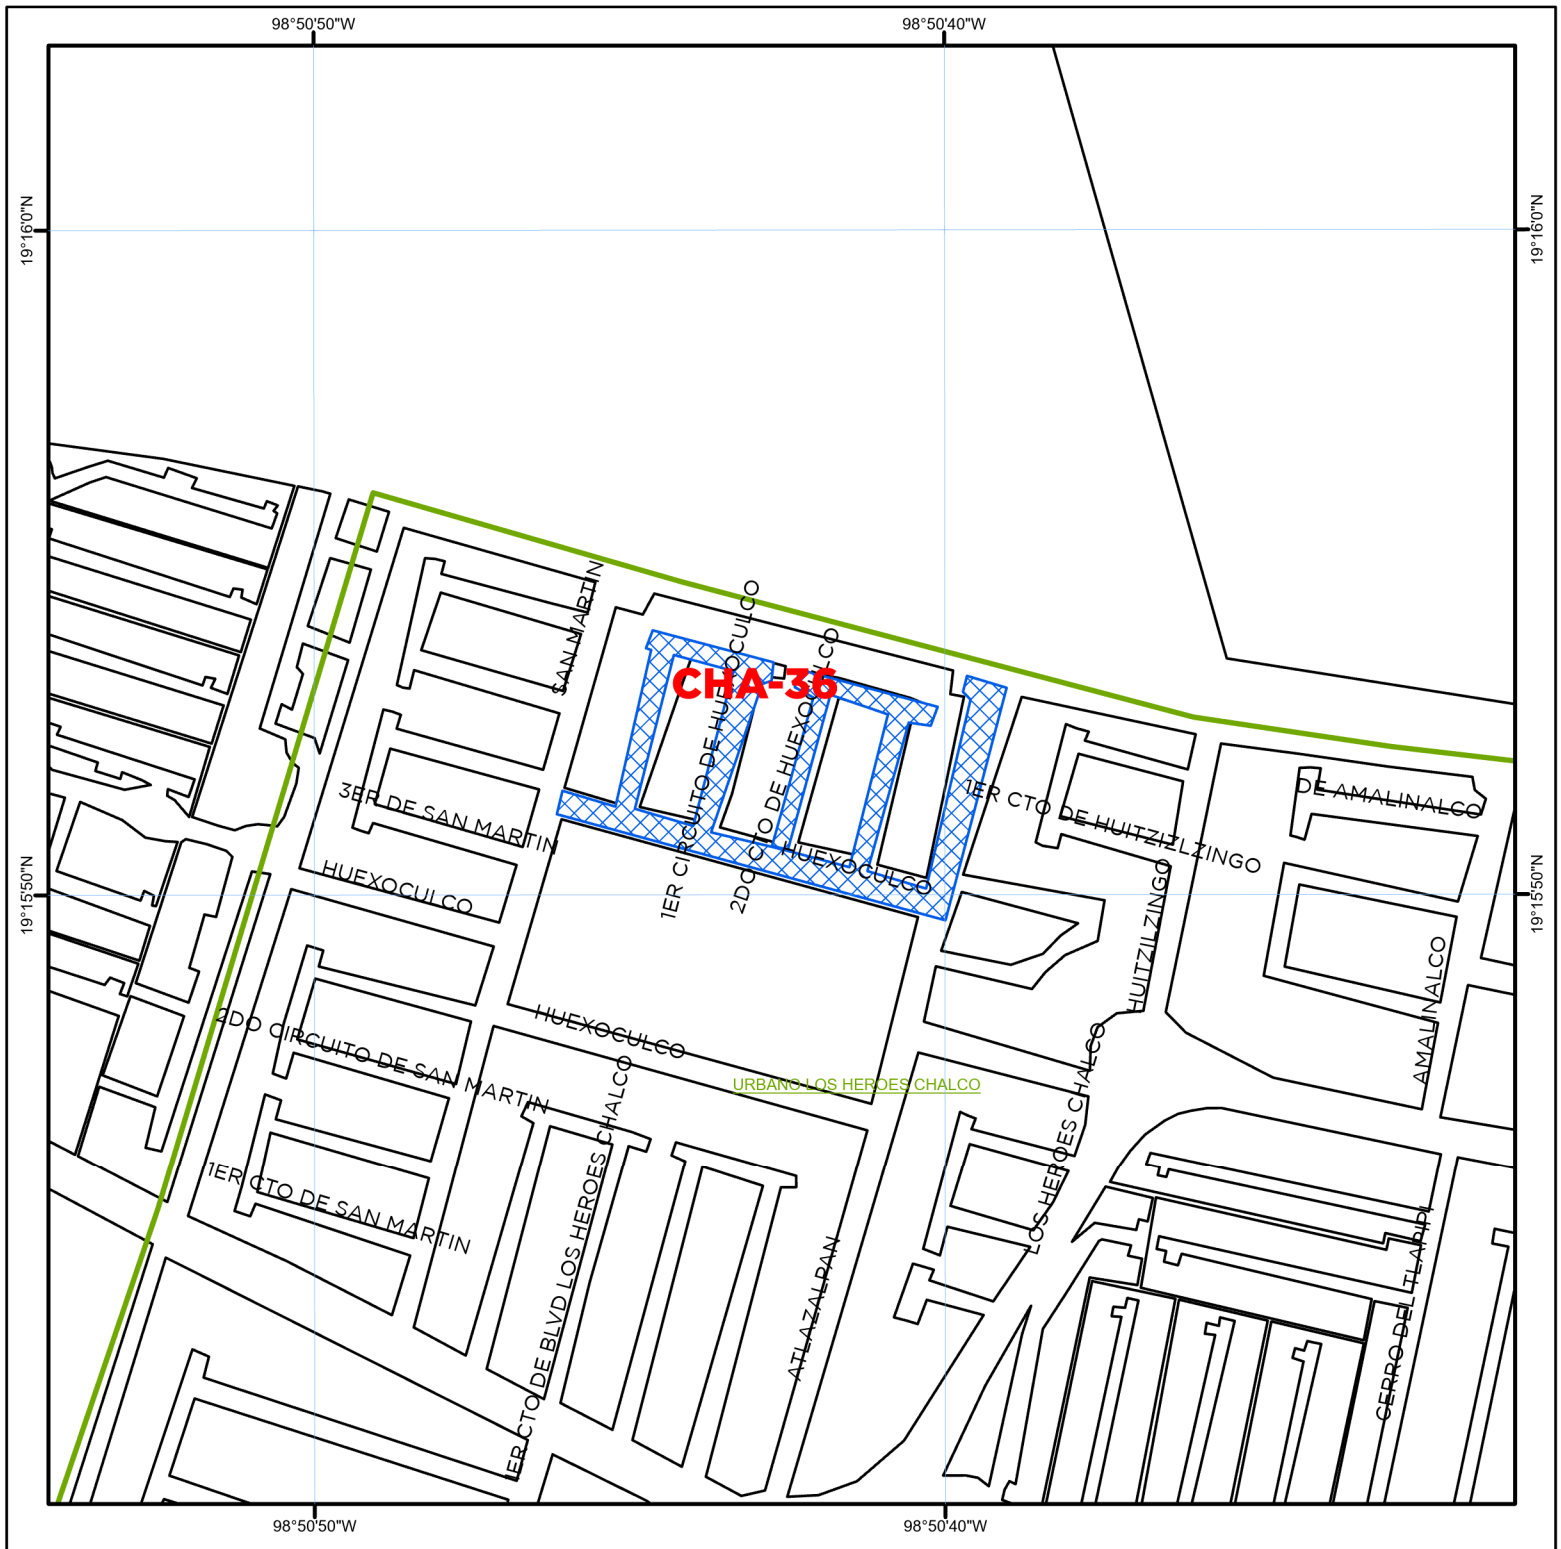 98°50'50"W
98°50'40"W
19°16'0"N
19°16'0"N
SAN MARTIN
1ER CIRCUITO DE HUEXOCULCO
2DO CTO DE HUEXOCULCO
CHA-36
3ER DE SAN MARTIN
HUEXOCULCO
HUEXOCULCO
1ER CTO DE HUITZIZLZINGO
DE AMALINALCO
19°15'50"N
19°15'50"N
HUITZILZINGO
AMALINALCO
2DO CIRCUITO DE SAN MARTIN
HUEXOCULCO
URBANO LOS HEROES CHALCO
LOS HEROES CHALCO
1ER CTO DE SAN MARTIN
1ER CTO DE BLVD LOS HEROES CHALCO
ATLAZALPAN
CERRO DEL TLAPIPI
98°50'50"W
98°50'40"W